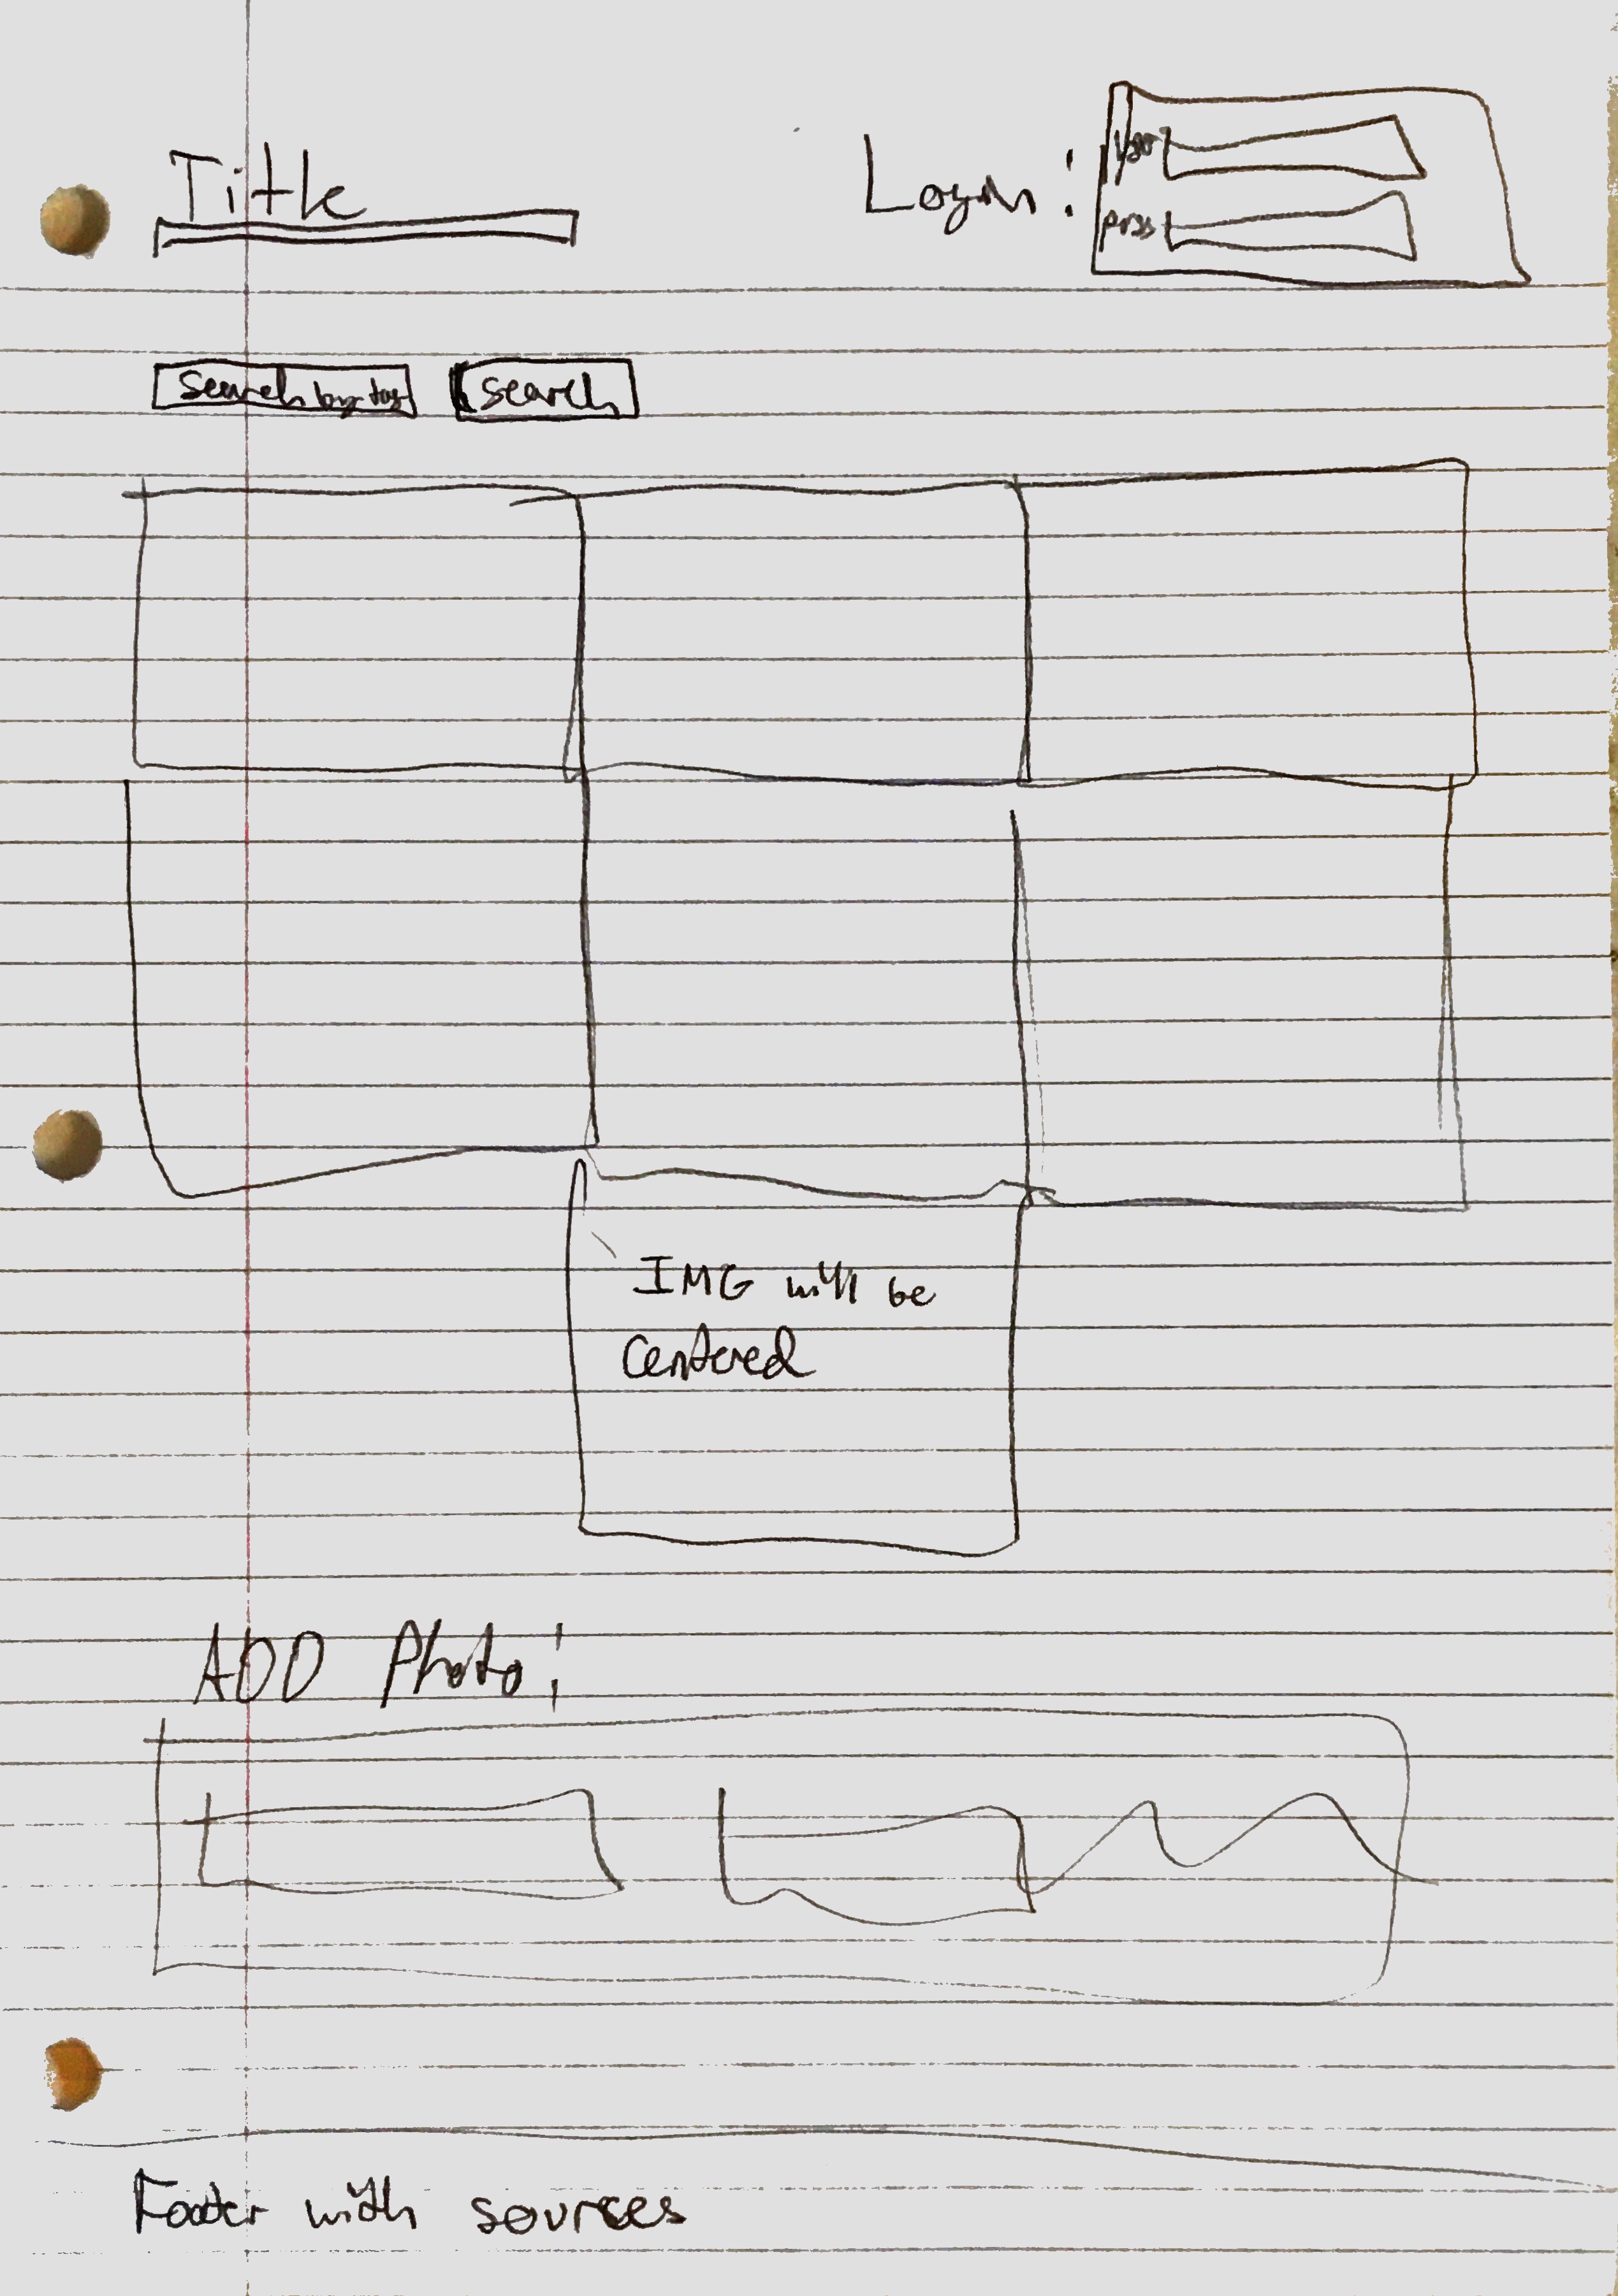 Title
Login:
User
pass
search by tag
search
IMG will be
Centered
ADD Photo!
Footer with sources